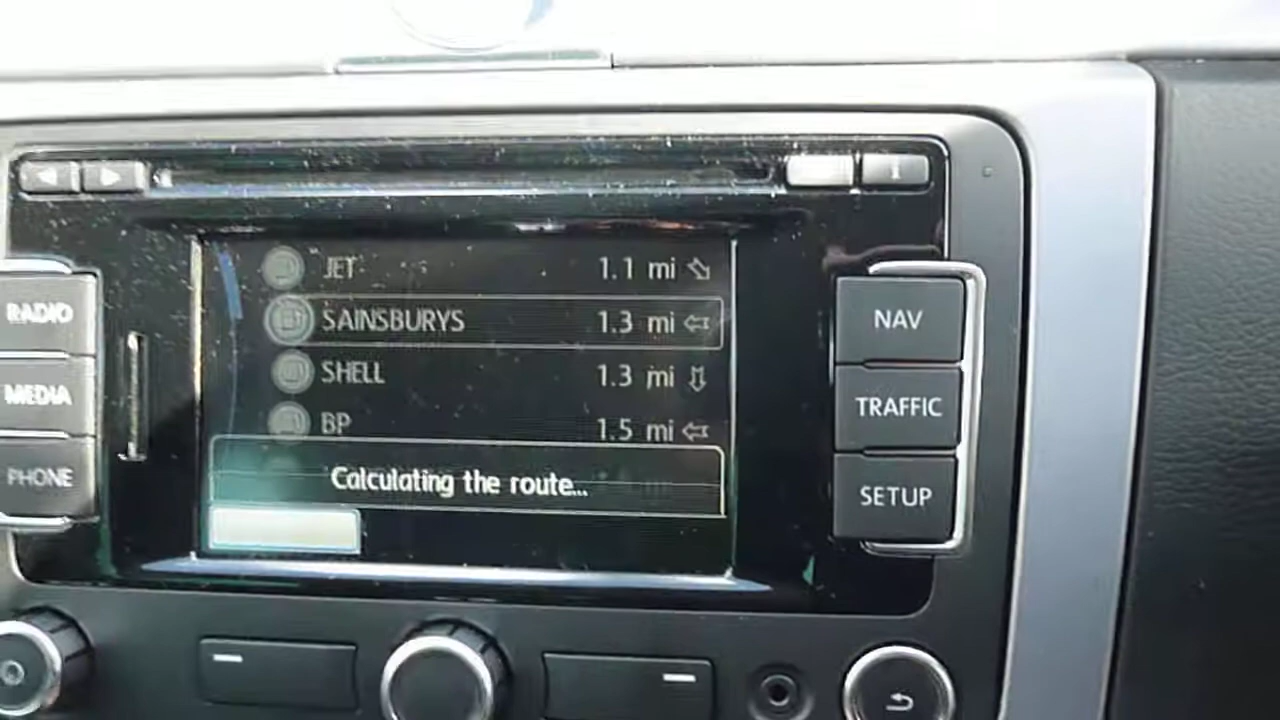 JET 1.1 mi
RADIO SAINSBURYS 1.3 mi NAV
SHELL 1.3 mi
MEDIA BP 1.5 mi TRAFFIC
PHONE Calculating the route... SETUP